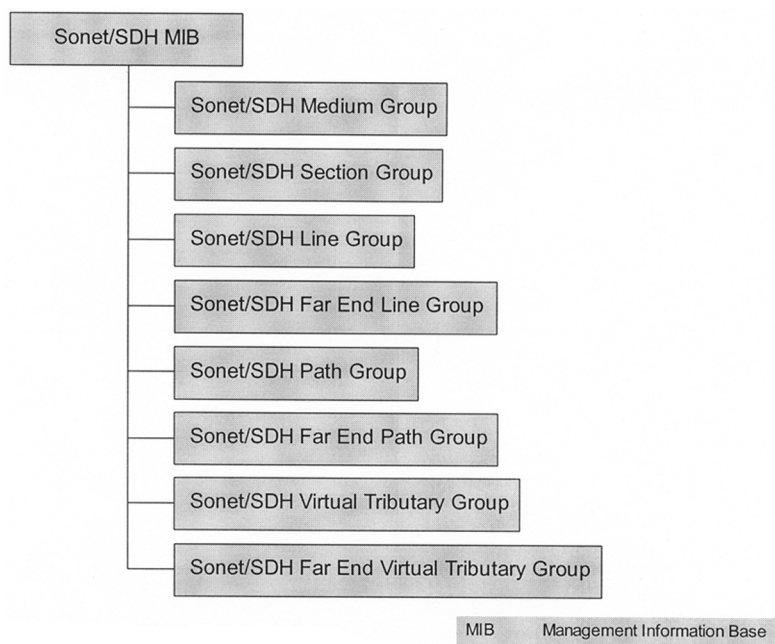 Sonet/SDH MIB
Sonet/SDH Medium Group
Sonet/SDH Section Group
Sonet/SDH Line Group
Sonet/SDH Far End Line Group
Sonet/SDH Path Group
Sonet/SDH Far End Path Group
Sonet/SDH Virtual Tributary Group
Sonet/SDH Far End Virtual Tributary Group
MIB Management Information Base